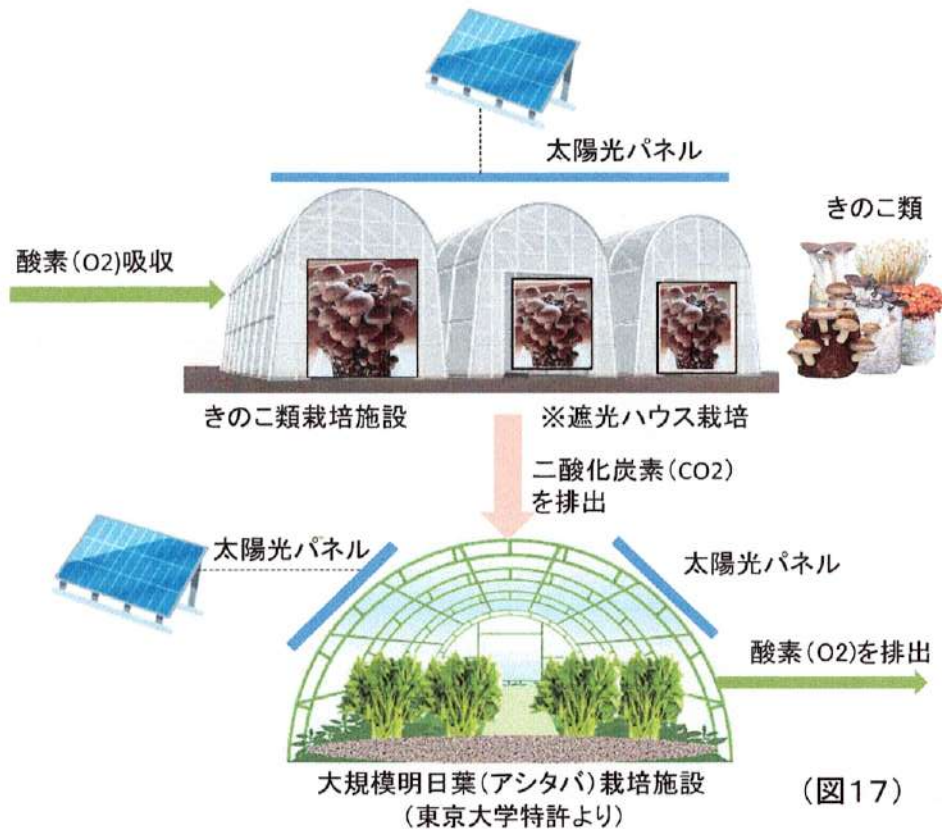 太陽光パネル
きのこ類
酸素(O2)吸収
きのこ類栽培施設
※遮光ハウス栽培
二酸化炭素(CO2)
を排出
太陽光パネル
太陽光パネル
酸素(O2)を排出
大規模明日葉(アシタバ)栽培施設
(東京大学特許より)
(図17)